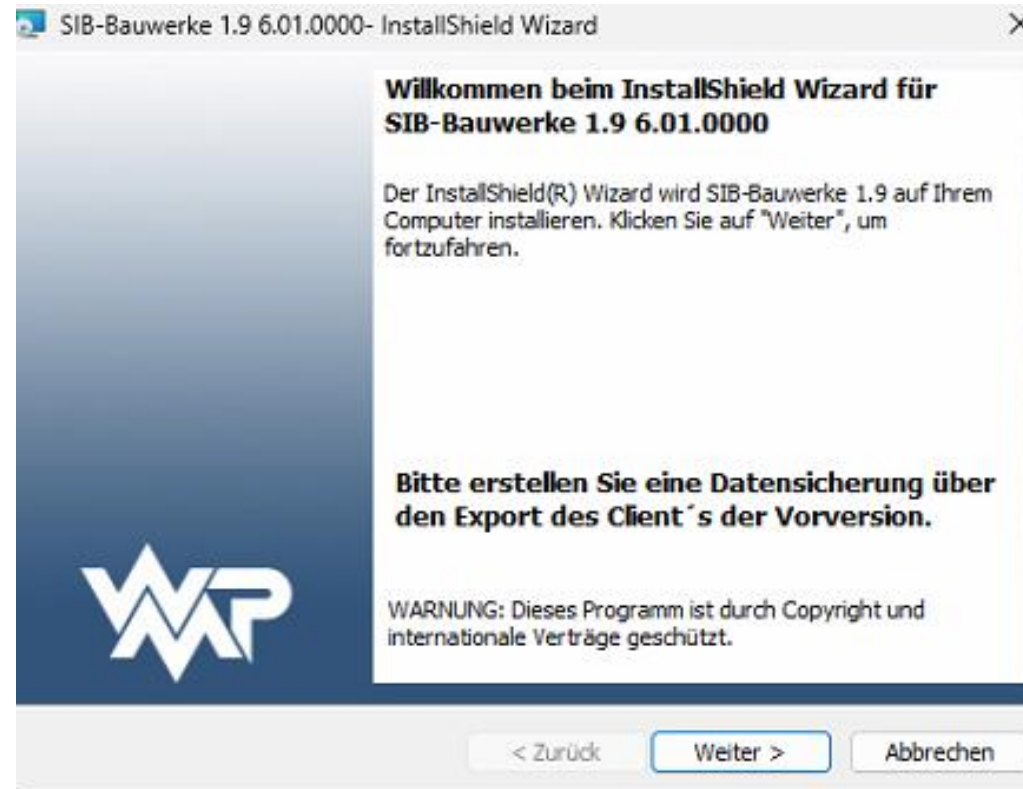 SIB-Bauwerke 1.9 6.01.0000- InstallShield Wizard
Willkommen beim InstallShield Wizard für
SIB-Bauwerke 1.9 6.01.0000
Der InstallShield(R) Wizard wird SIB-Bauwerke 1.9 auf Ihrem
Computer installieren. Klicken Sie auf "Weiter", um
fortzufahren.
Bitte erstellen Sie eine Datensicherung über
den Export des Client´s der Vorversion.
WARNUNG: Dieses Programm ist durch Copyright und
internationale Verträge geschützt.
WMP
< Zurück
Weiter >
Abbrechen